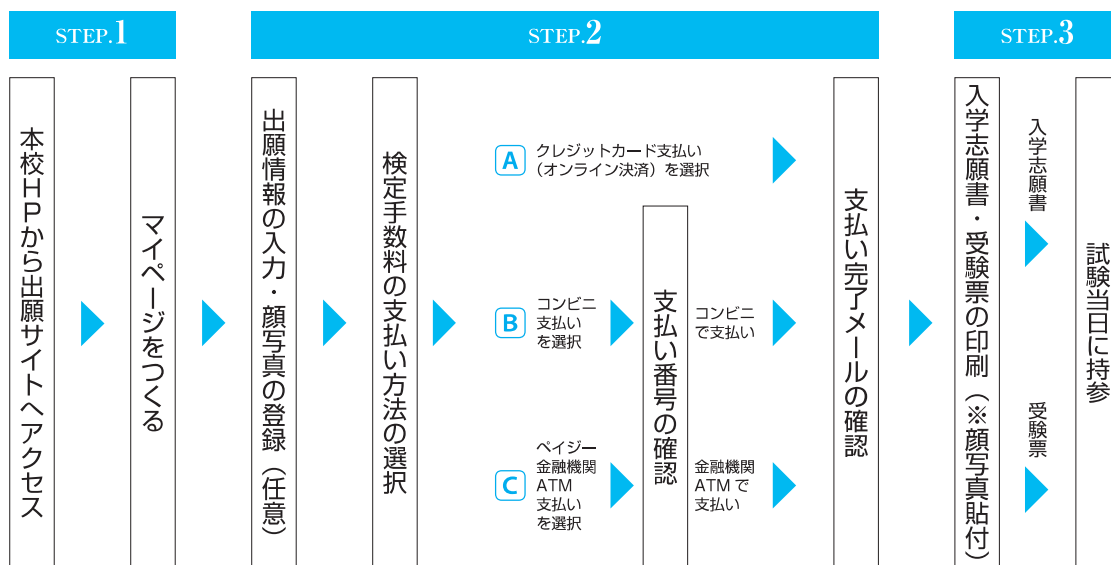 STEP.1
本校HPから出願サイトへアクセス
マイページをつくる
STEP.2
出願情報の入力・顔写真の登録（任意）
検定手数料の支払い方法の選択
A
クレジットカード支払い
（オンライン決済）を選択
B
コンビニ
支払い
を選択
C
ペイジー
金融機関
ATM
支払い
を選択
支払い番号の確認
コンビニ
で支払い
金融機関
ATMで
支払い
支払い完了メールの確認
STEP.3
入学志願書・受験票の印刷（※顔写真貼付）
入学志願書
受験票
試験当日に持参